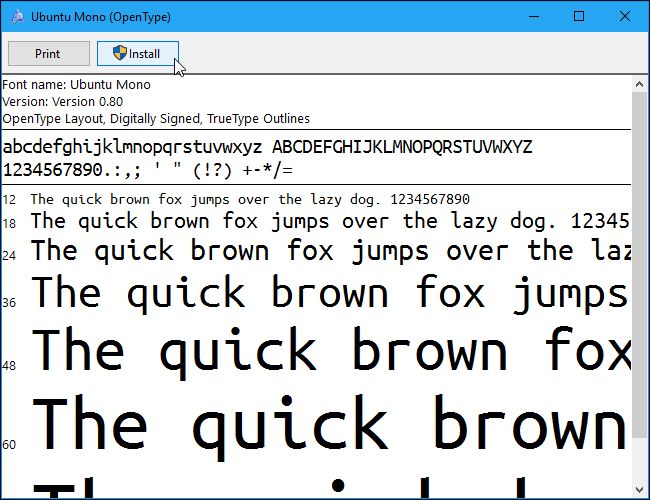 Ubuntu Mono (OpenType)
Print Install
Font name: Ubuntu Mono
Version: Version 0.80
OpenType Layout, Digitally Signed, TrueType Outlines
abcdefghijklmnopqrstuvwxyz ABCDEFGHIJKLMNOPQRSTUVWXYZ
1234567890.:,; ' " (!?) +-*/=
12 The quick brown fox jumps over the lazy dog. 1234567890
18 The quick brown fox jumps over the lazy dog. 12345
24 The quick brown fox jumps over the laz
36 The quick brown fox jumps
48 The quick brown fox
60 The quick brown